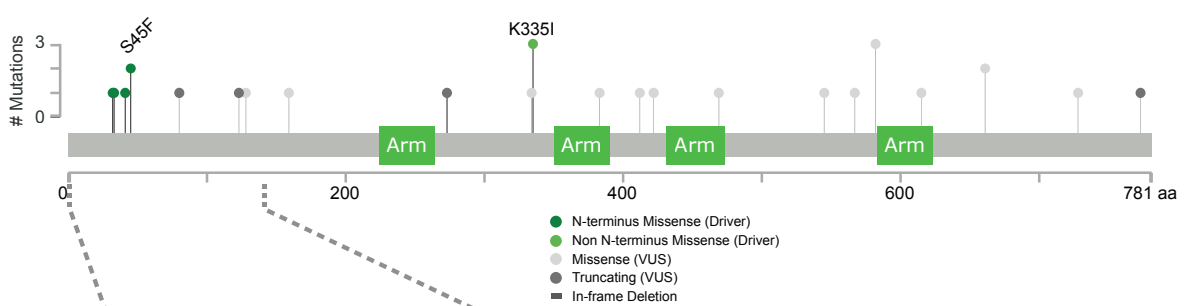 # Mutations
3
0
S45F
K335I
Arm
Arm
Arm
Arm
0
200
400
600
781 aa
N-terminus Missense (Driver)
Non N-terminus Missense (Driver)
Missense (VUS)
Truncating (VUS)
In-frame Deletion